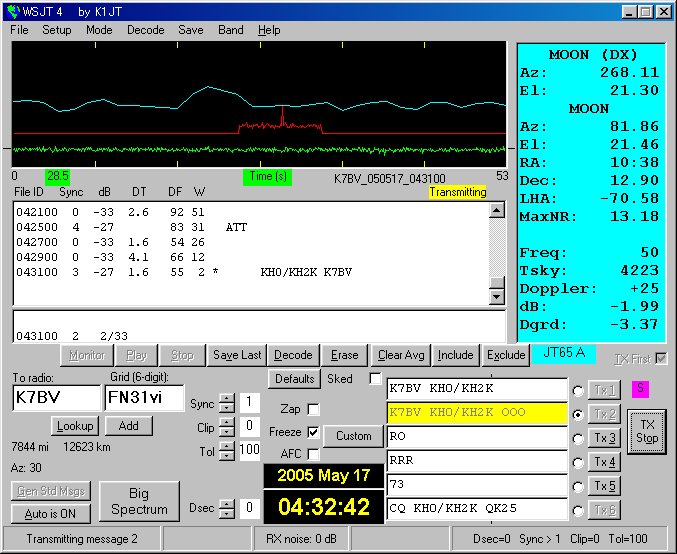 WSJT 4 by K1JT
File Setup Mode Decode Save Band Help
0 28.5 Time (s) K7BV_050517_043100 53
File ID Sync dB DT DF W Transmitting
042100 0 -33 2.6 92 51
042500 4 -27 83 31 ATT
042700 0 -33 1.6 54 26
042900 0 -33 4.1 66 12
043100 3 -27 1.6 55 2 * KH0/KH2K K7BV
043100 2 2/33
MOON (DX)
Az: 268.11
El: 21.30
MOON
Az: 81.86
El: 21.46
RA: 10:38
Dec: 12.90
LHA: -70.58
MaxNR: 13.18
Freq: 50
Tsky: 4223
Doppler: +25
dB: -1.99
Dgrd: -3.37
Monitor Play Stop Save Last Decode Erase Clear Avg Include Exclude JT65 A TX First
To radio: Grid (6-digit):
K7BV FN31vi
Lookup Add
7844 mi 12623 km
Az: 30
Gen Std Msgs
Auto is ON
Big
Spectrum
Sync 1
Clip 0
Tol 100
Dsec 0
Defaults Sked
Zap
Freeze
AFC
Custom
2005 May 17
04:32:42
K7BV KH0/KH2K Tx 1
K7BV KH0/KH2K OOO Tx 2
RO Tx 3
RRR Tx 4
73 Tx 5
CQ KH0/KH2K QK25 Tx 6
S
TX
Stop
Transmitting message 2 RX noise: 0 dB Dsec=0 Sync > 1 Clip=0 Tol=100